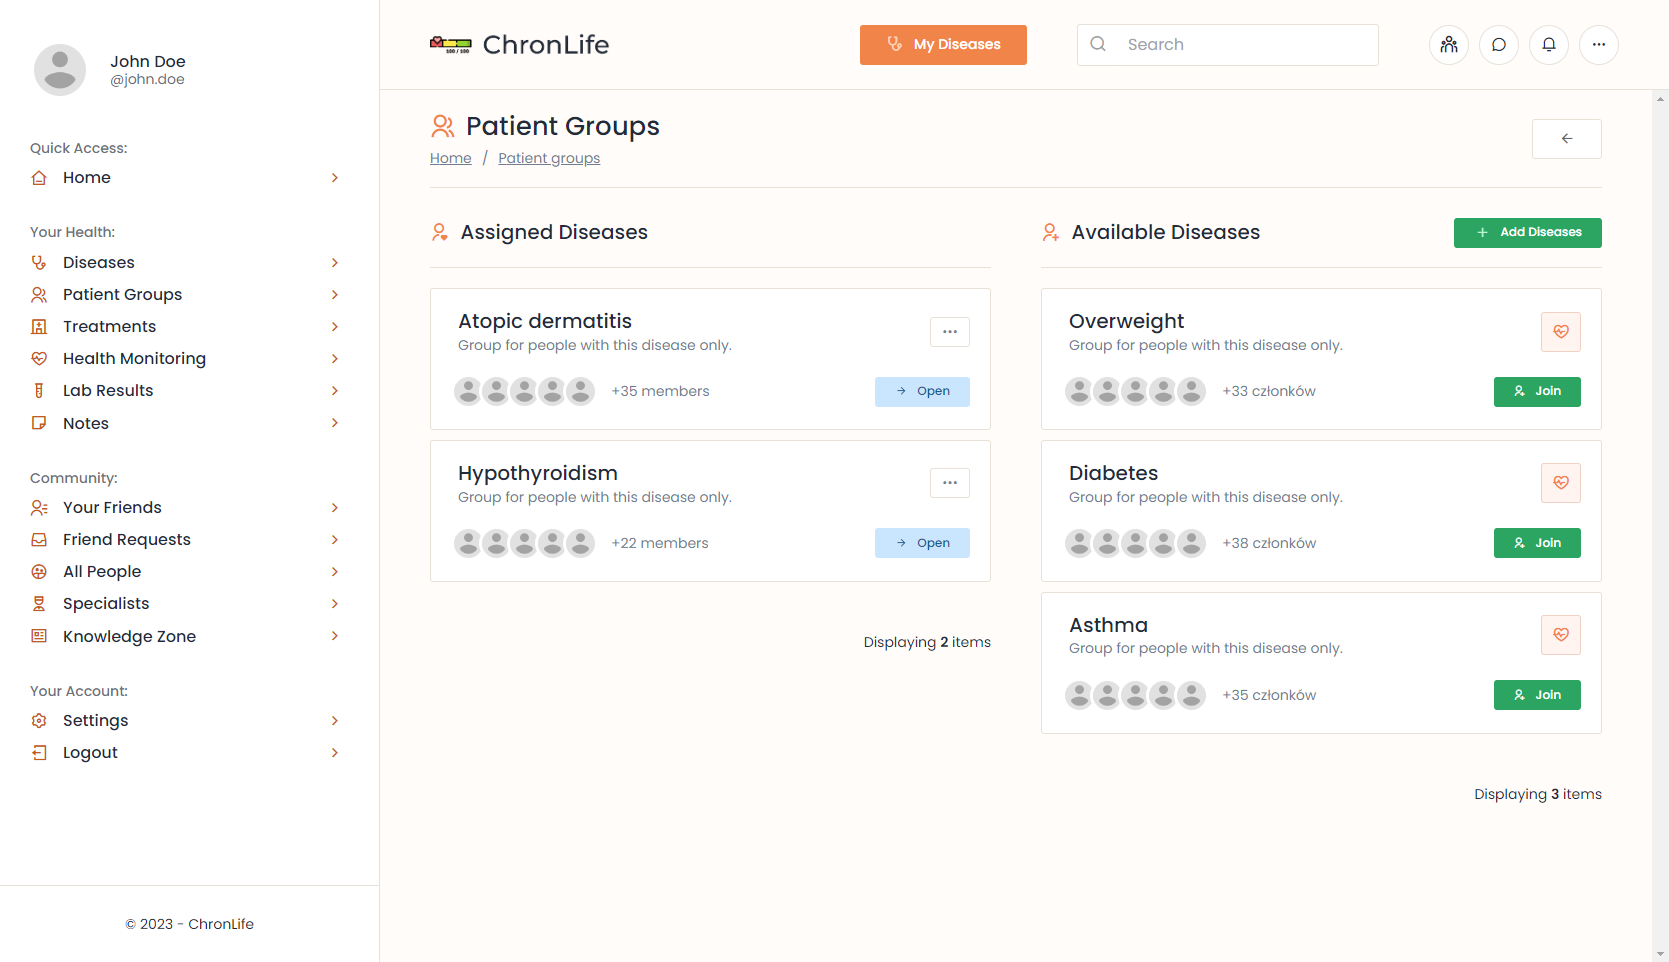 John Doe
@john.doe
Quick Access:
Home
Your Health:
Diseases
Patient Groups
Treatments
Health Monitoring
Lab Results
Notes
Community:
Your Friends
Friend Requests
All People
Specialists
Knowledge Zone
Your Account:
Settings
Logout
© 2023 - ChronLife
100 / 100
ChronLife
My Diseases
Search
Patient Groups
Home / Patient groups
Assigned Diseases
Atopic dermatitis
Group for people with this disease only.
+35 members
Open
Hypothyroidism
Group for people with this disease only.
+22 members
Open
Displaying 2 items
Available Diseases
Add Diseases
Overweight
Group for people with this disease only.
+33 członków
Join
Diabetes
Group for people with this disease only.
+38 członków
Join
Asthma
Group for people with this disease only.
+35 członków
Join
Displaying 3 items